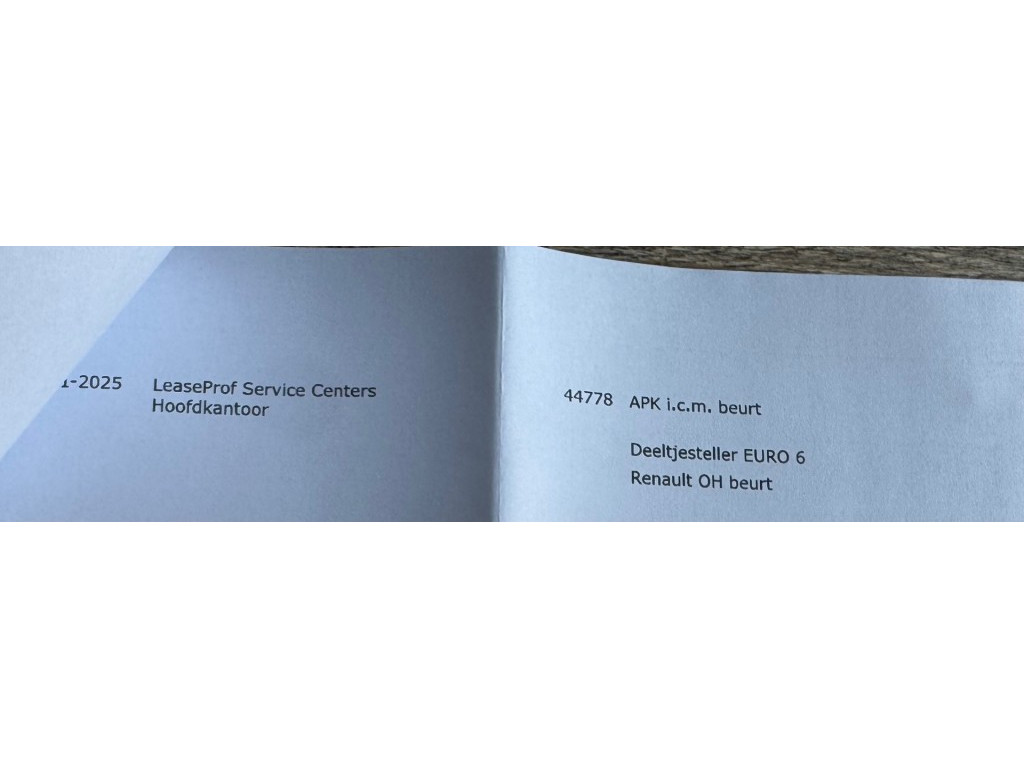 1-2025 LeaseProf Service Centers
Hoofdkantoor
44778 APK i.c.m. beurt
Deeltjesteller EURO 6
Renault OH beurt